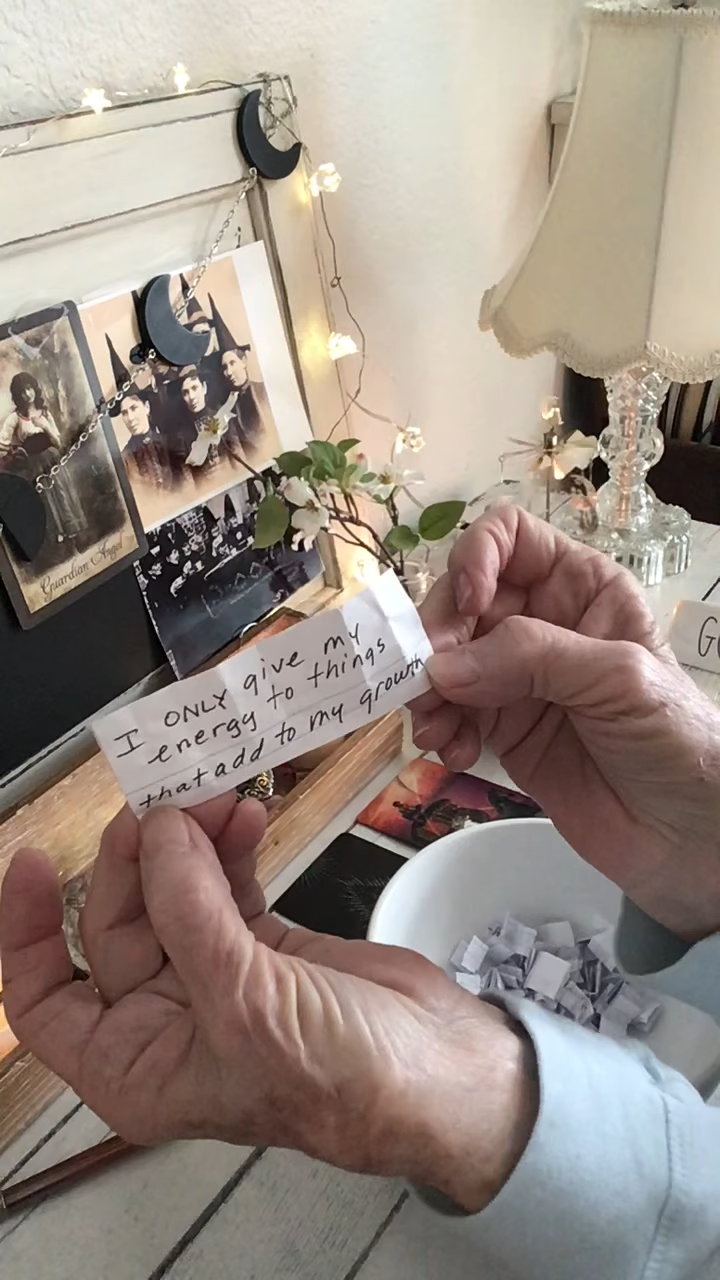 Guardian Angel
I ONLY give my
energy to things
that add to my growth